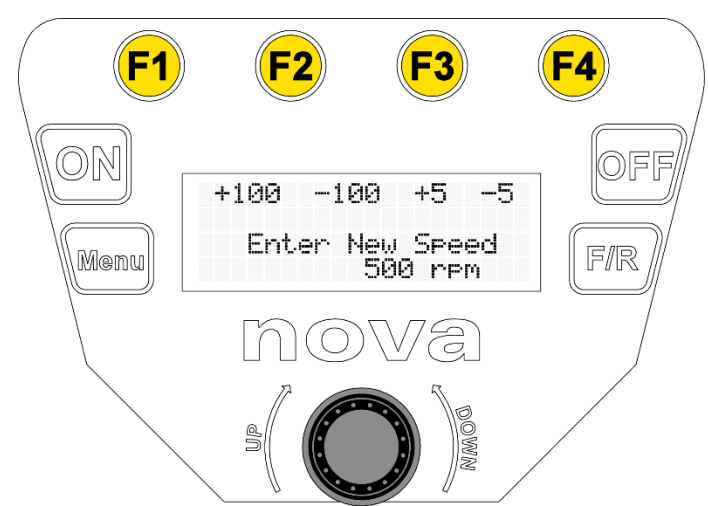 F1 F2 F3 F4
ON
OFF
+100 -100 +5 -5
Enter New Speed
500 rpm
Menu
F/R
nova
UP
DOWN